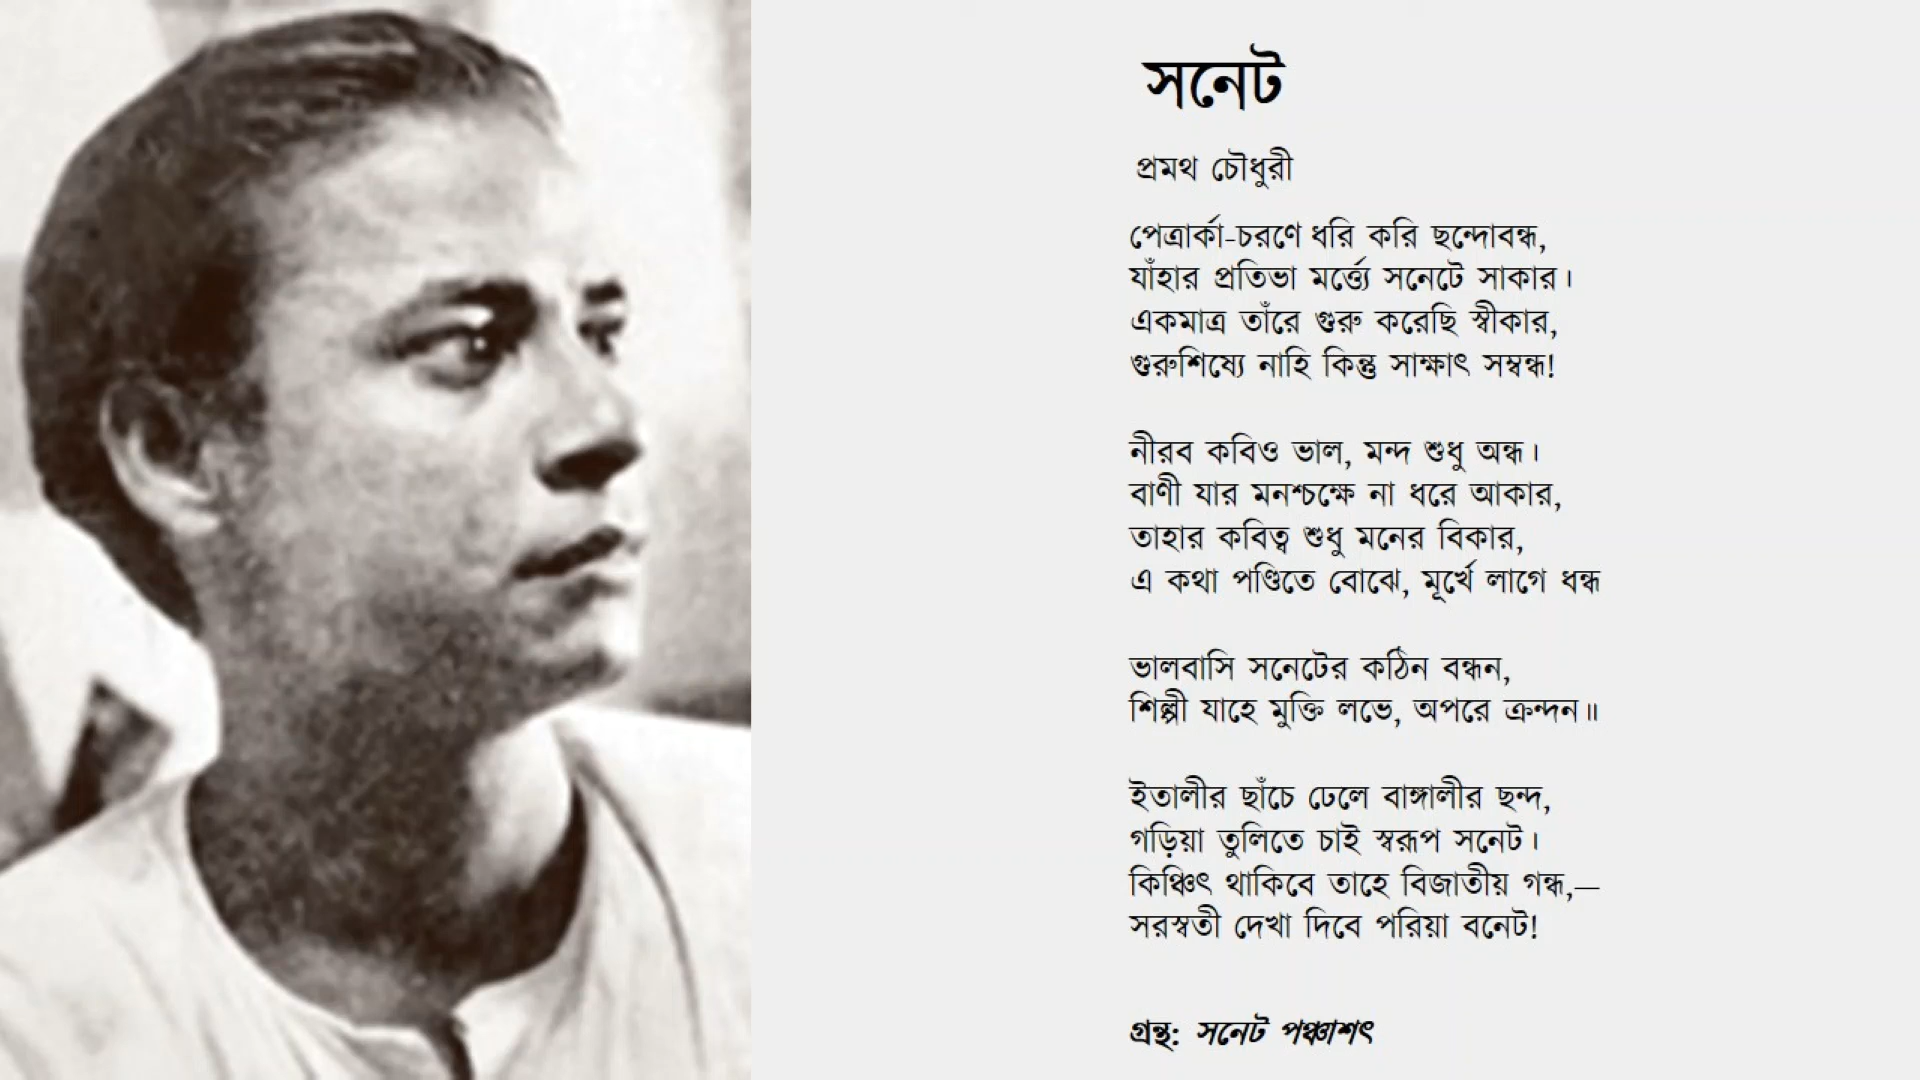 সনেট
প্রমথ চৌধুরী
পেত্রার্কা-চরণে ধরি করি ছন্দোবন্ধ,
যাঁহার প্রতিভা মর্ত্ত্যে সনেটে সাকার।
একমাত্র তাঁরে গুরু করেছি স্বীকার,
গুরুশিষ্যে নাহি কিন্তু সাক্ষাৎ সম্বন্ধ!
নীরব কবিও ভাল, মন্দ শুধু অন্ধ।
বাণী যার মনশ্চক্ষে না ধরে আকার,
তাহার কবিত্ব শুধু মনের বিকার,
এ কথা পণ্ডিতে বোঝে, মূর্খে লাগে ধন্ধ
ভালবাসি সনেটের কঠিন বন্ধন,
শিল্পী যাহে মুক্তি লভে, অপরে ক্রন্দন॥
ইতালীর ছাঁচে ঢেলে বাঙ্গালীর ছন্দ,
গড়িয়া তুলিতে চাই স্বরূপ সনেট।
কিঞ্চিৎ থাকিবে তাহে বিজাতীয় গন্ধ,—
সরস্বতী দেখা দিবে পরিয়া বনেট!
গ্রন্থ: সনেট পঞ্চাশৎ